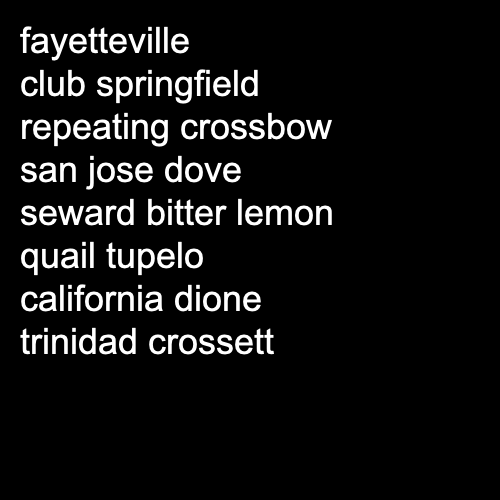 fayetteville
club springfield
repeating crossbow
san jose dove
seward bitter lemon
quail tupelo
california dione
trinidad crossett